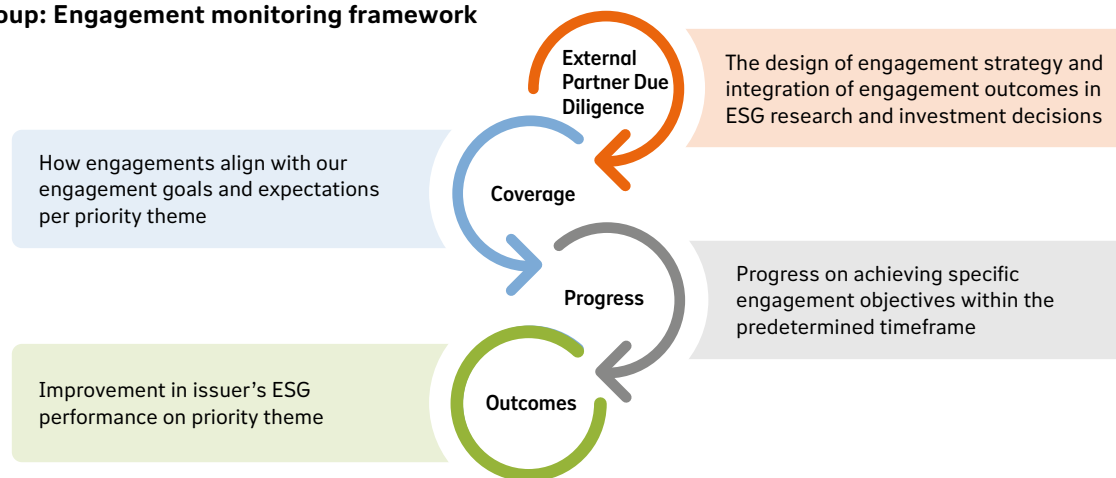 oup: Engagement monitoring framework
External
Partner Due
Diligence
The design of engagement strategy and
integration of engagement outcomes in
ESG research and investment decisions
How engagements align with our
engagement goals and expectations
per priority theme
Coverage
Progress
Progress on achieving specific
engagement objectives within the
predetermined timeframe
Improvement in issuer’s ESG
performance on priority theme
Outcomes